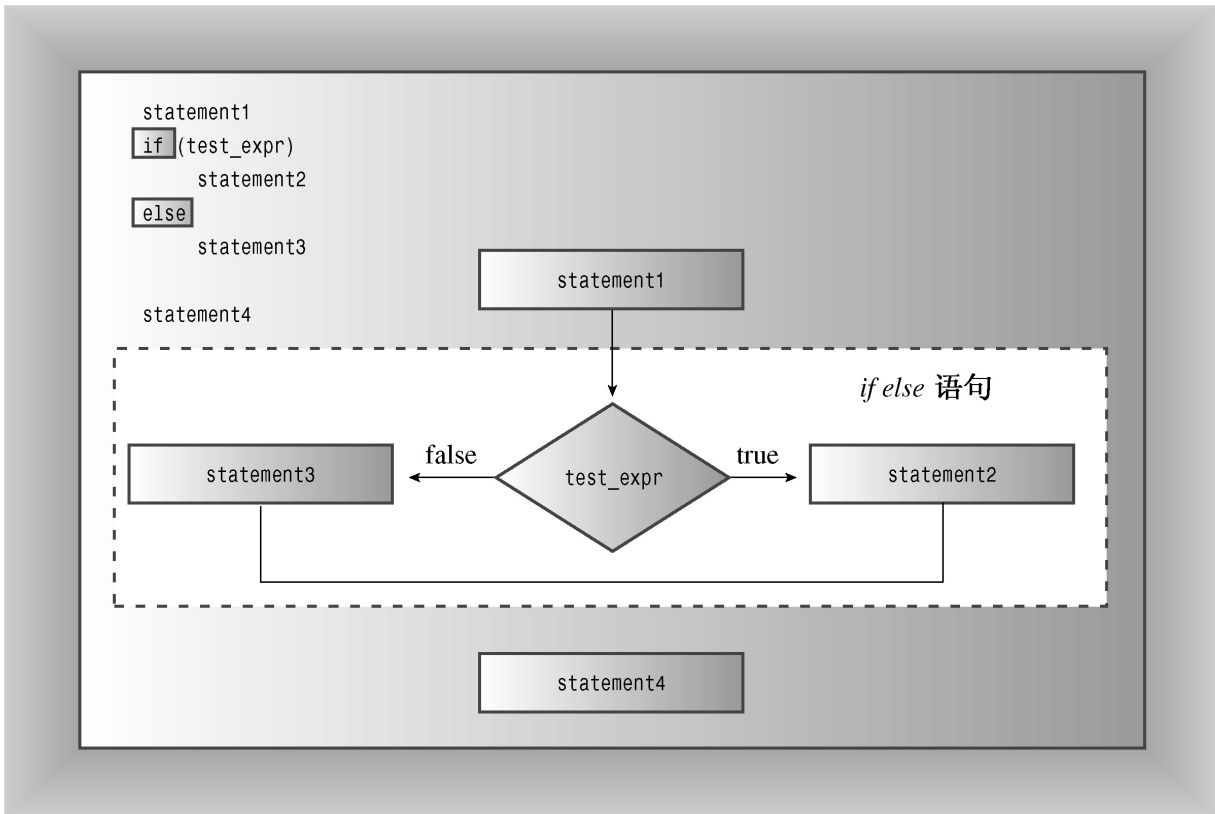 statement1
if (test_expr)
statement2
else
statement3
statement4
statement1
if else 语句
statement3
false
test_expr
true
statement2
statement4